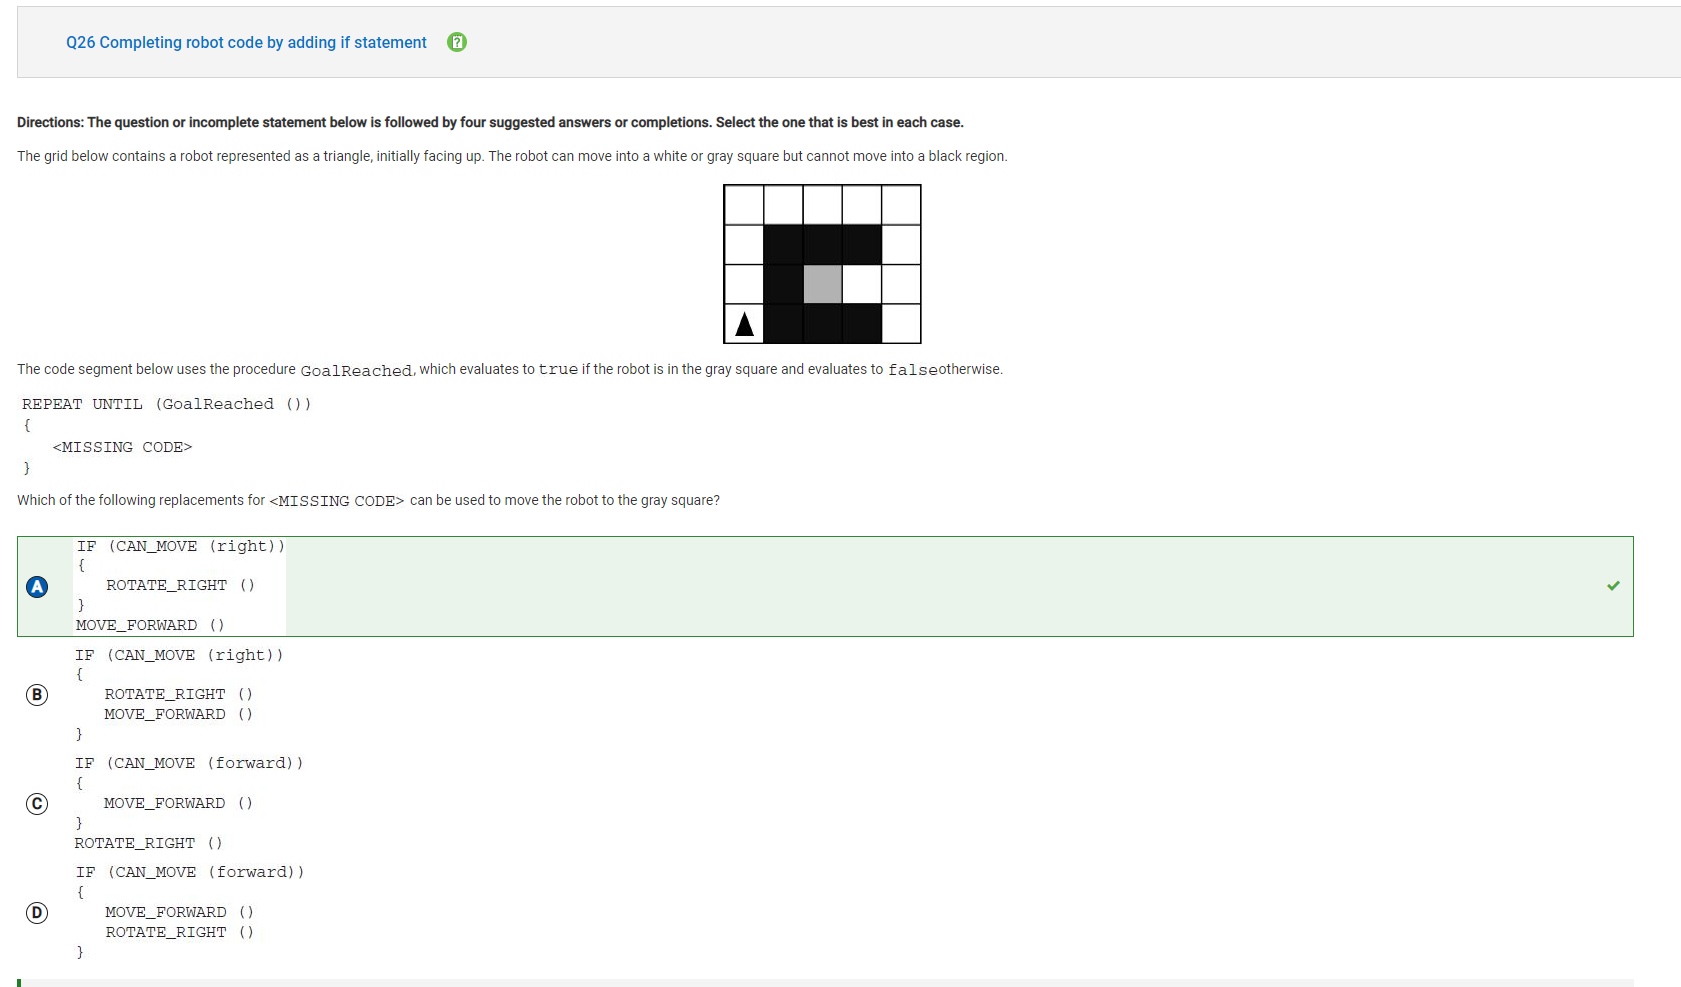 Q26 Completing robot code by adding if statement
Directions: The question or incomplete statement below is followed by four suggested answers or completions. Select the one that is best in each case.
The grid below contains a robot represented as a triangle, initially facing up. The robot can move into a white or gray square but cannot move into a black region.
The code segment below uses the procedure GoalReached, which evaluates to true if the robot is in the gray square and evaluates to falseotherwise.
REPEAT UNTIL (GoalReached ())
{
<MISSING CODE>
}
Which of the following replacements for <MISSING CODE> can be used to move the robot to the gray square?
A
IF (CAN_MOVE (right))
{
ROTATE_RIGHT ()
}
MOVE_FORWARD ()
B
IF (CAN_MOVE (right))
{
ROTATE_RIGHT ()
MOVE_FORWARD ()
}
C
IF (CAN_MOVE (forward))
{
MOVE_FORWARD ()
}
ROTATE_RIGHT ()
D
IF (CAN_MOVE (forward))
{
MOVE_FORWARD ()
ROTATE_RIGHT ()
}